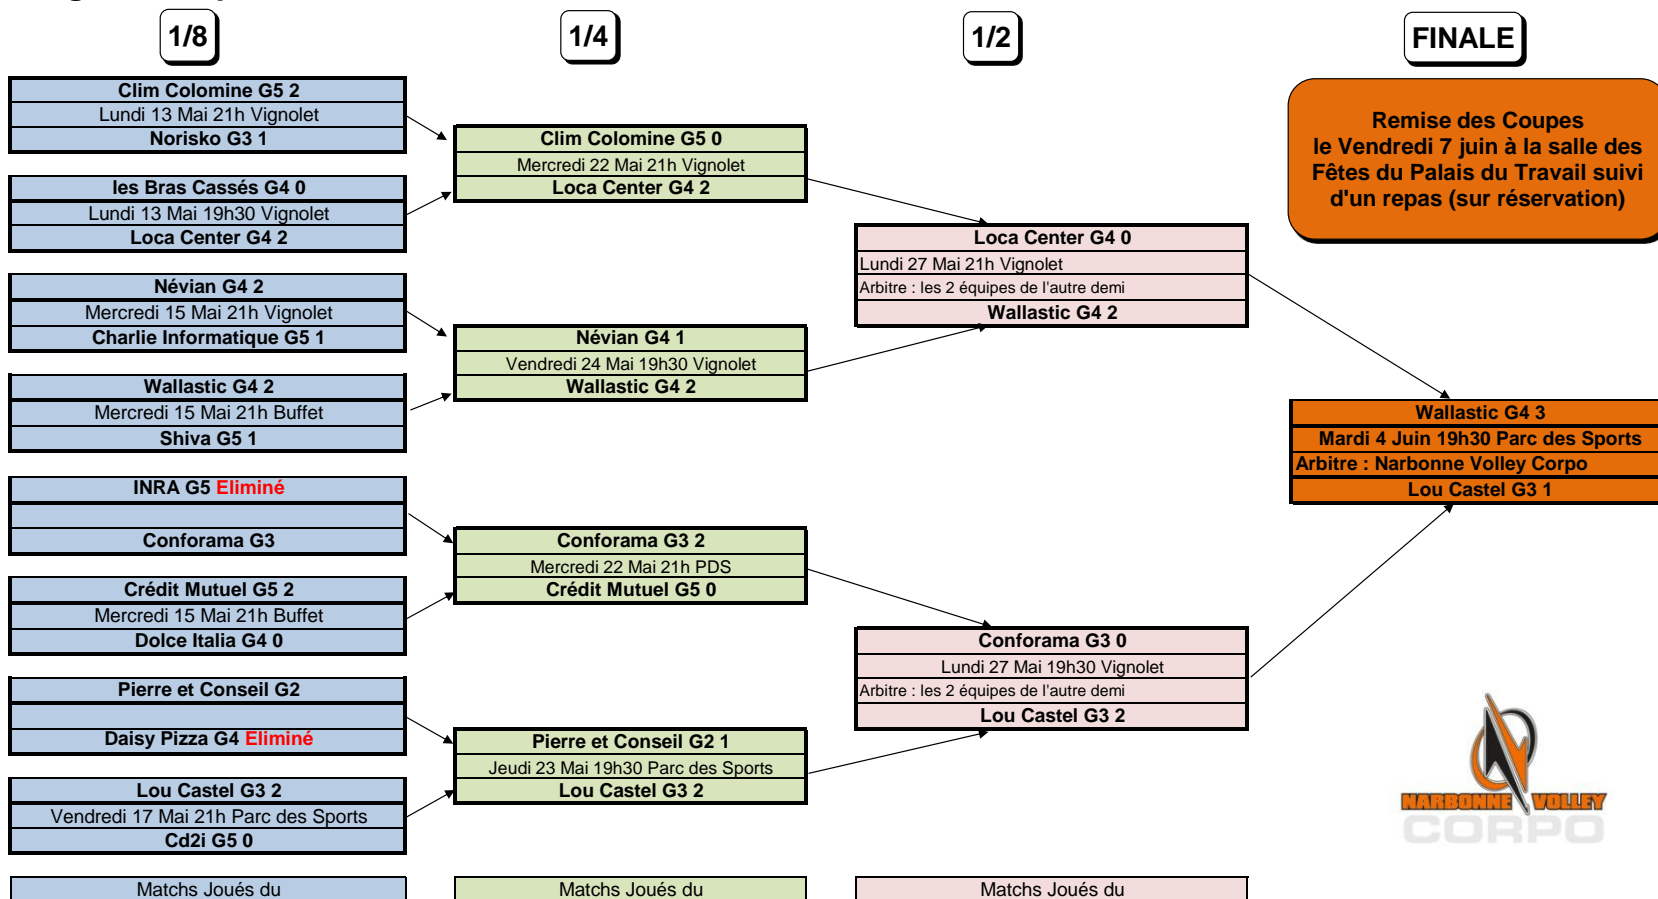 1/8
1/4
1/2
FINALE
Clim Colomine G5 2
Lundi 13 Mai 21h Vignolet
Norisko G3 1
les Bras Cassés G4 0
Lundi 13 Mai 19h30 Vignolet
Loca Center G4 2
Névian G4 2
Mercredi 15 Mai 21h Vignolet
Charlie Informatique G5 1
Wallastic G4 2
Mercredi 15 Mai 21h Buffet
Shiva G5 1
INRA G5 Eliminé
Conforama G3
Crédit Mutuel G5 2
Mercredi 15 Mai 21h Buffet
Dolce Italia G4 0
Pierre et Conseil G2
Daisy Pizza G4 Eliminé
Lou Castel G3 2
Vendredi 17 Mai 21h Parc des Sports
Cd2i G5 0
Matchs Joués du
Clim Colomine G5 0
Mercredi 22 Mai 21h Vignolet
Loca Center G4 2
Névian G4 1
Vendredi 24 Mai 19h30 Vignolet
Wallastic G4 2
Conforama G3 2
Mercredi 22 Mai 21h PDS
Crédit Mutuel G5 0
Pierre et Conseil G2 1
Jeudi 23 Mai 19h30 Parc des Sports
Lou Castel G3 2
Matchs Joués du
Loca Center G4 0
Lundi 27 Mai 21h Vignolet
Arbitre : les 2 équipes de l'autre demi
Wallastic G4 2
Conforama G3 0
Lundi 27 Mai 19h30 Vignolet
Arbitre : les 2 équipes de l'autre demi
Lou Castel G3 2
Matchs Joués du
Remise des Coupes
le Vendredi 7 juin à la salle des
Fêtes du Palais du Travail suivi
d'un repas (sur réservation)
Wallastic G4 3
Mardi 4 Juin 19h30 Parc des Sports
Arbitre : Narbonne Volley Corpo
Lou Castel G3 1
NARBONNE VOLLEY
CORPO